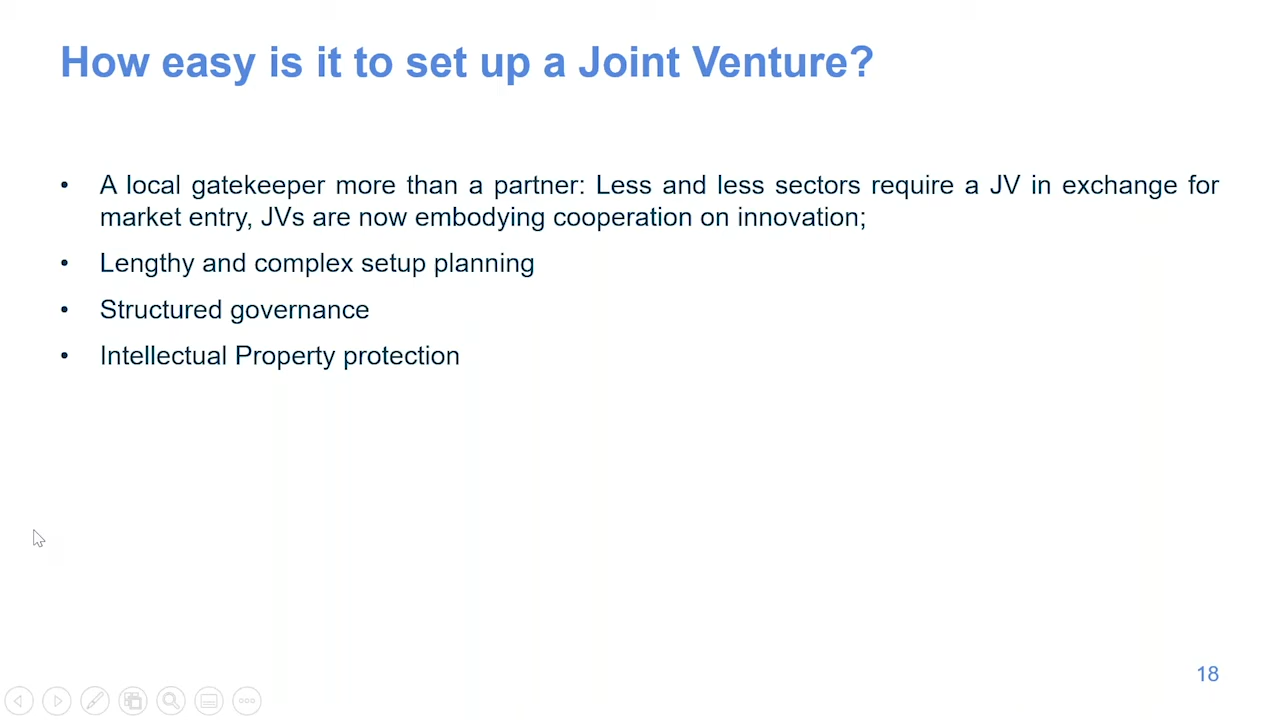 How easy is it to set up a Joint Venture?
• A local gatekeeper more than a partner: Less and less sectors require a JV in exchange for
market entry, JVs are now embodying cooperation on innovation;
• Lengthy and complex setup planning
• Structured governance
• Intellectual Property protection
18